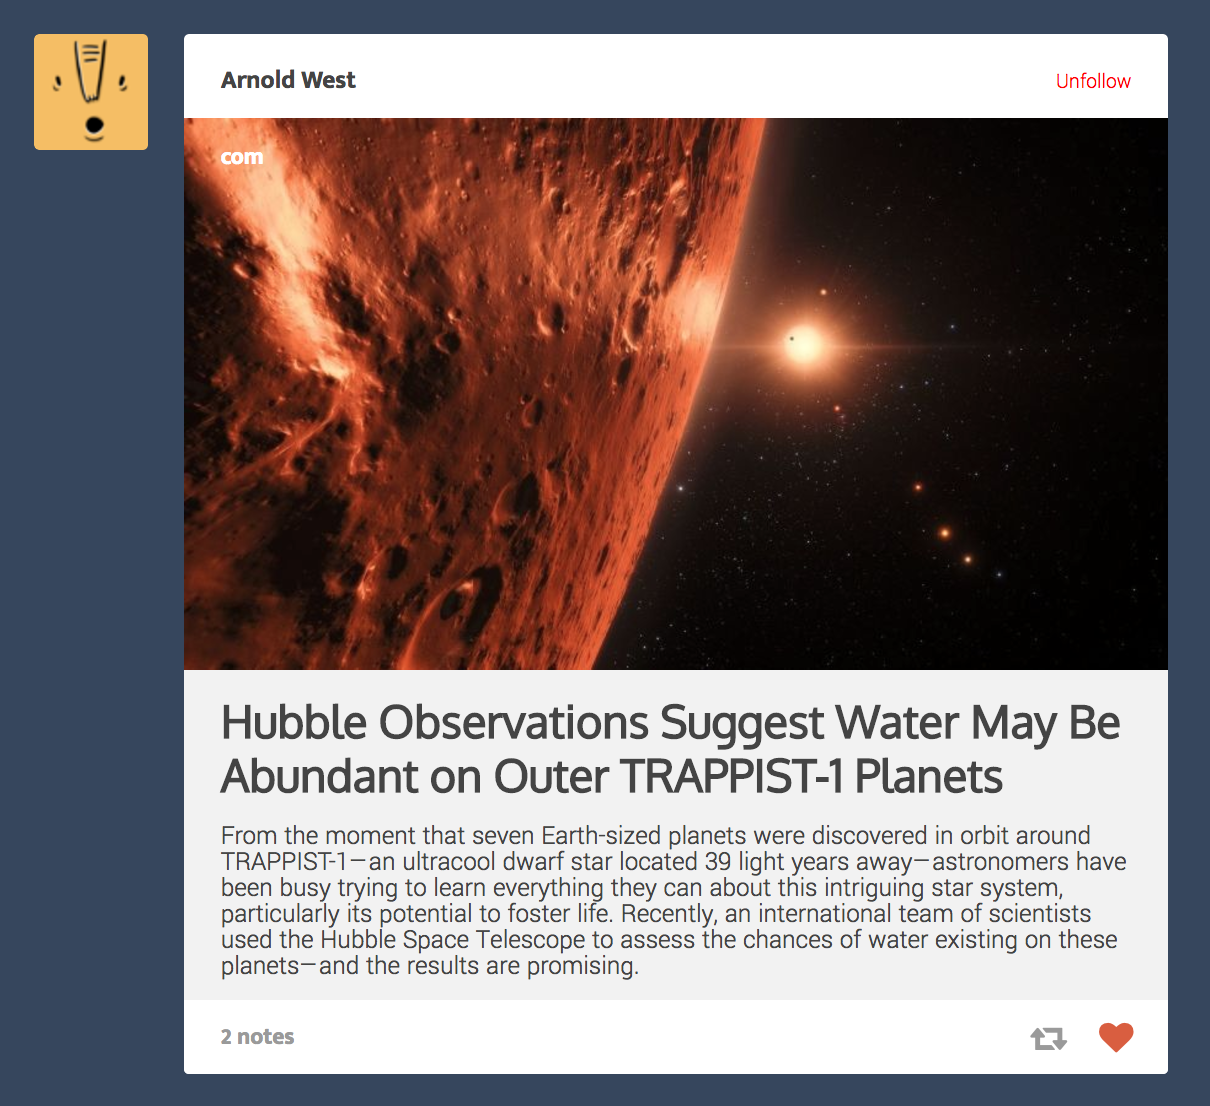 Arnold West
Unfollow
com
Hubble Observations Suggest Water May Be
Abundant on Outer TRAPPIST-1 Planets
From the moment that seven Earth-sized planets were discovered in orbit around
TRAPPIST-1—an ultracool dwarf star located 39 light years away—astronomers have
been busy trying to learn everything they can about this intriguing star system,
particularly its potential to foster life. Recently, an international team of scientists
used the Hubble Space Telescope to assess the chances of water existing on these
planets—and the results are promising.
2 notes